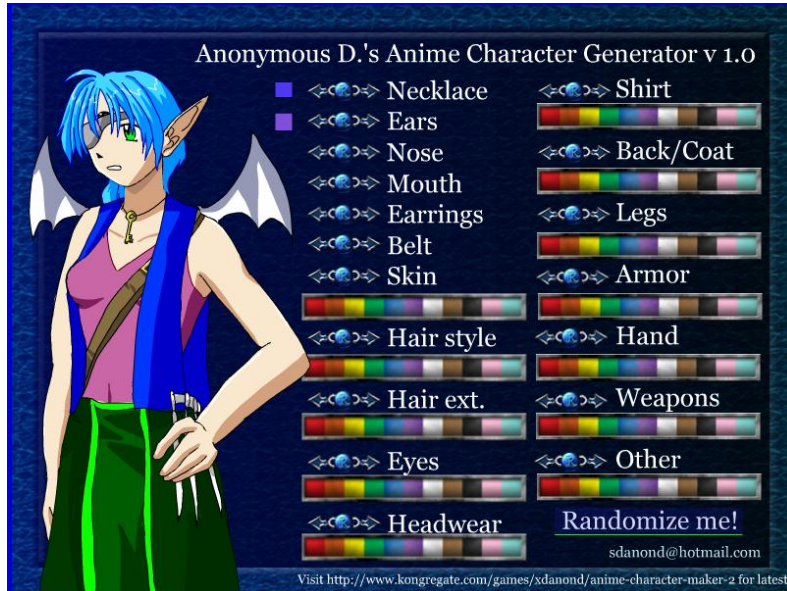 Anonymous D.'s Anime Character Generator v 1.0
Necklace
Ears
Nose
Mouth
Earrings
Belt
Skin
Hair style
Hair ext.
Eyes
Headwear
Shirt
Back/Coat
Legs
Armor
Hand
Weapons
Other
Randomize me!
sdanond@hotmail.com
Visit http://www.kongregate.com/games/xdanond/anime-character-maker-2 for latest